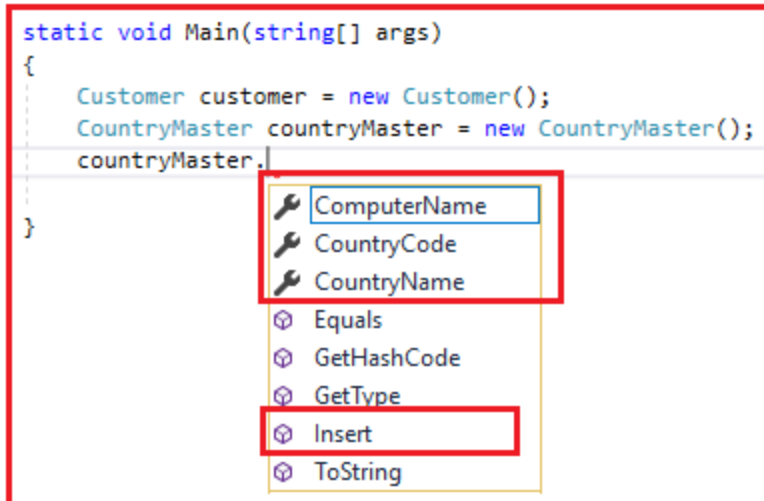 static void Main(string[] args)
{
Customer customer = new Customer();
CountryMaster countryMaster = new CountryMaster();
countryMaster.
ComputerName
}
CountryCode
CountryName
Equals
GetHashCode
GetType
Insert
ToString